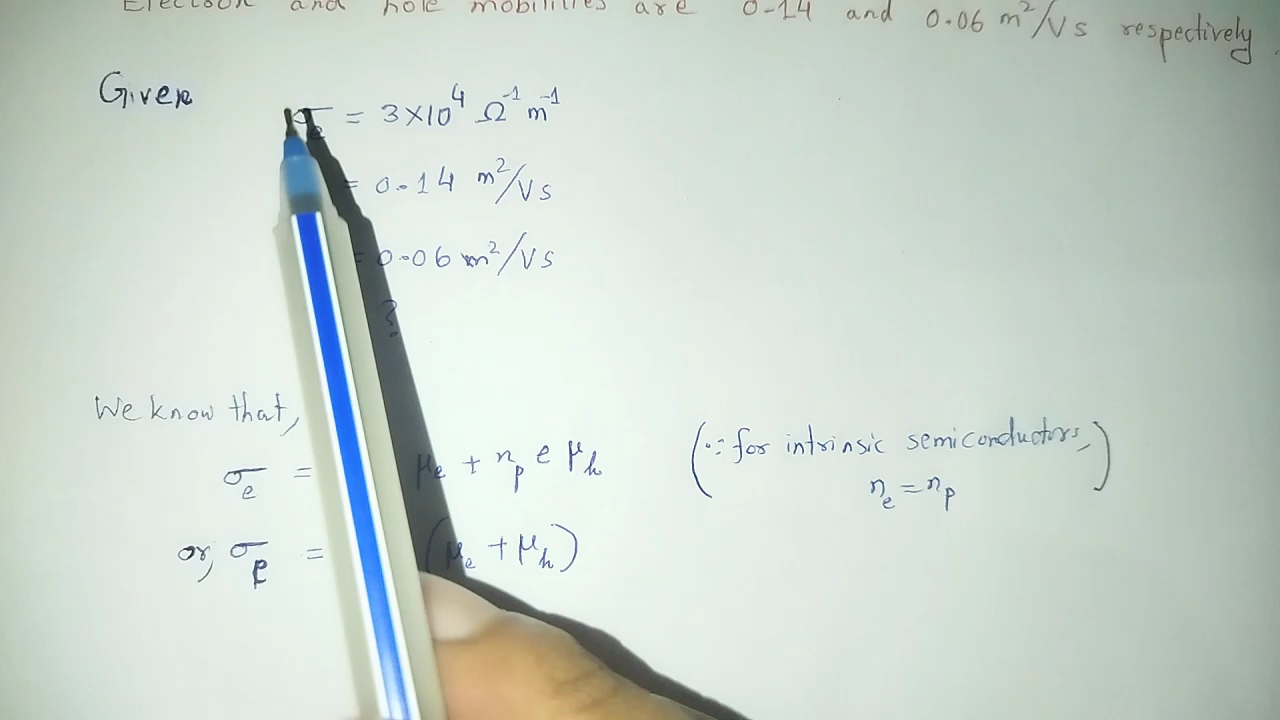 Electron and hole mobilities are 0.14 and 0.06 m²/Vs respectively.
Given
σe = 3×10⁴ Ω⁻¹ m⁻¹
= 0.14 m²/Vs
= 0.06 m²/Vs
?
We know that,
σe = μe + np e μh (∵ for intrinsic semiconductors,
ne = np)
or, σ = (μe + μh)